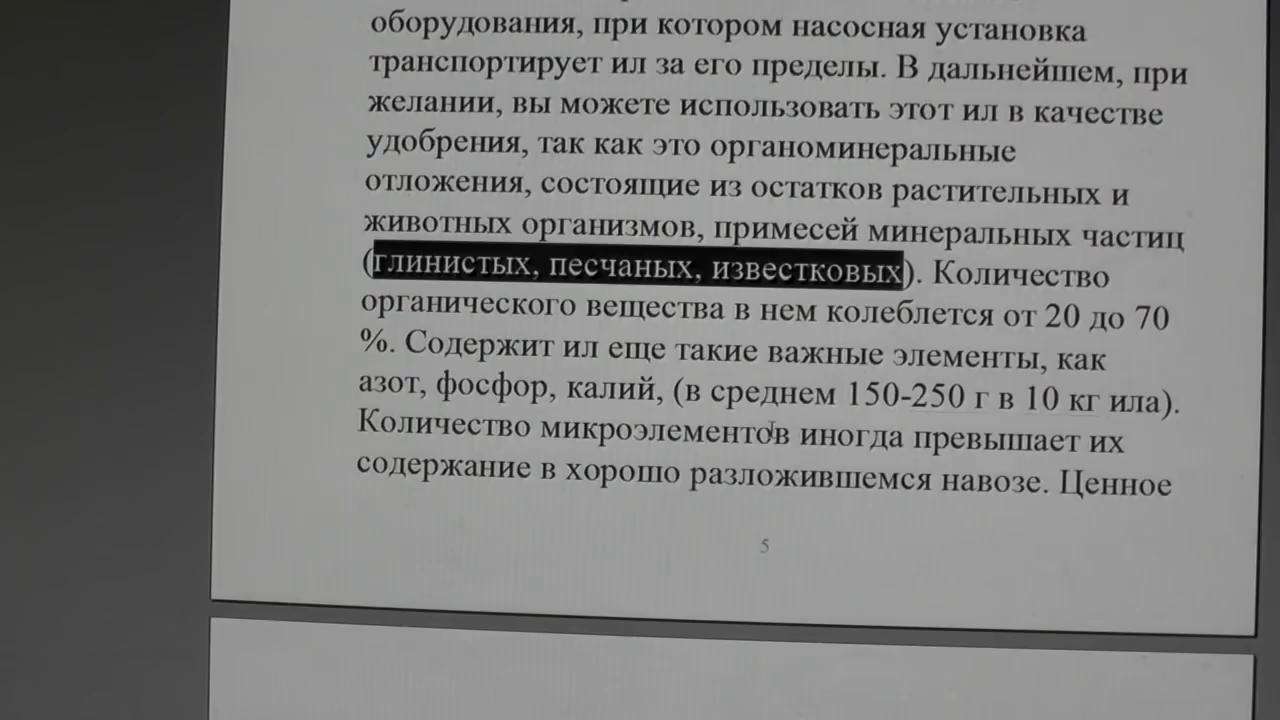 оборудования, при котором насосная установка
транспортирует ил за его пределы. В дальнейшем, при
желании, вы можете использовать этот ил в качестве
удобрения, так как это органоминеральные
отложения, состоящие из остатков растительных и
животных организмов, примесей минеральных частиц
(глинистых, песчаных, известковых). Количество
органического вещества в нем колеблется от 20 до 70
%. Содержит ил еще такие важные элементы, как
азот, фосфор, калий, (в среднем 150-250 г в 10 кг ила).
Количество микроэлементов иногда превышает их
содержание в хорошо разложившемся навозе. Ценное
5